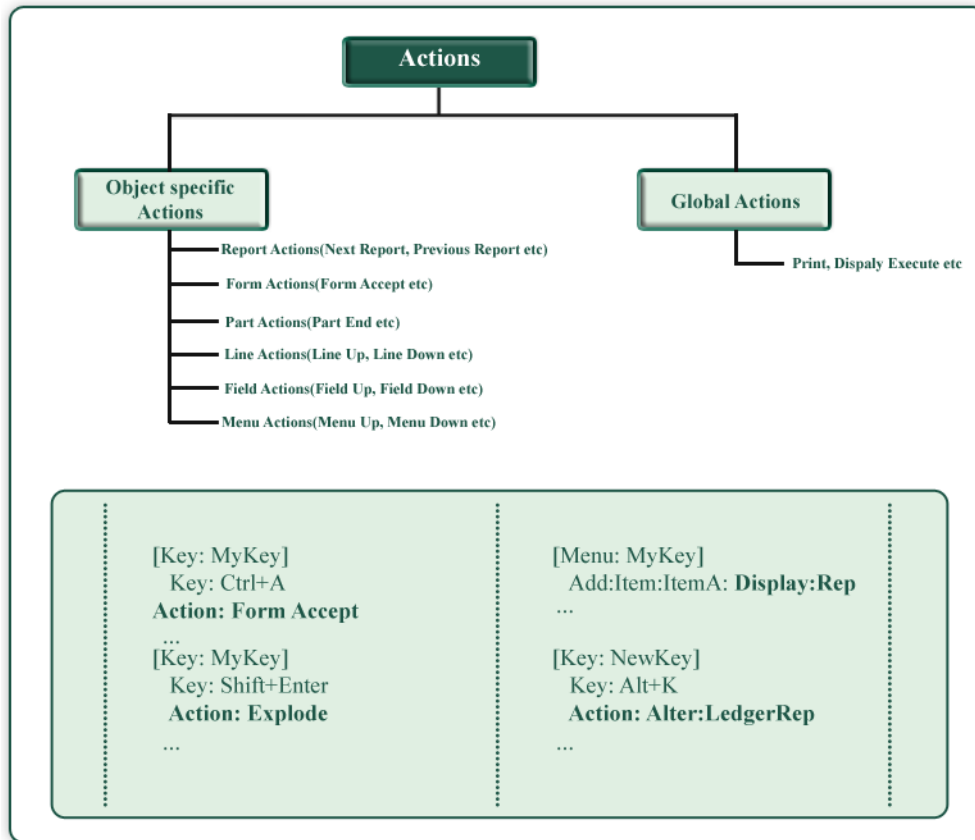 Actions
Object specific
Actions
Global Actions
Report Actions(Next Report, Previous Report etc)
Form Actions(Form Accept etc)
Part Actions(Part End etc)
Line Actions(Line Up, Line Down etc)
Field Actions(Field Up, Field Down etc)
Menu Actions(Menu Up, Menu Down etc)
Print, Dispaly Execute etc
[Key: MyKey]
Key: Ctrl+A
Action: Form Accept
...
[Key: MyKey]
Key: Shift+Enter
Action: Explode
...
[Menu: MyKey]
Add:Item:ItemA: Display:Rep
...
[Key: NewKey]
Key: Alt+K
Action: Alter:LedgerRep
...